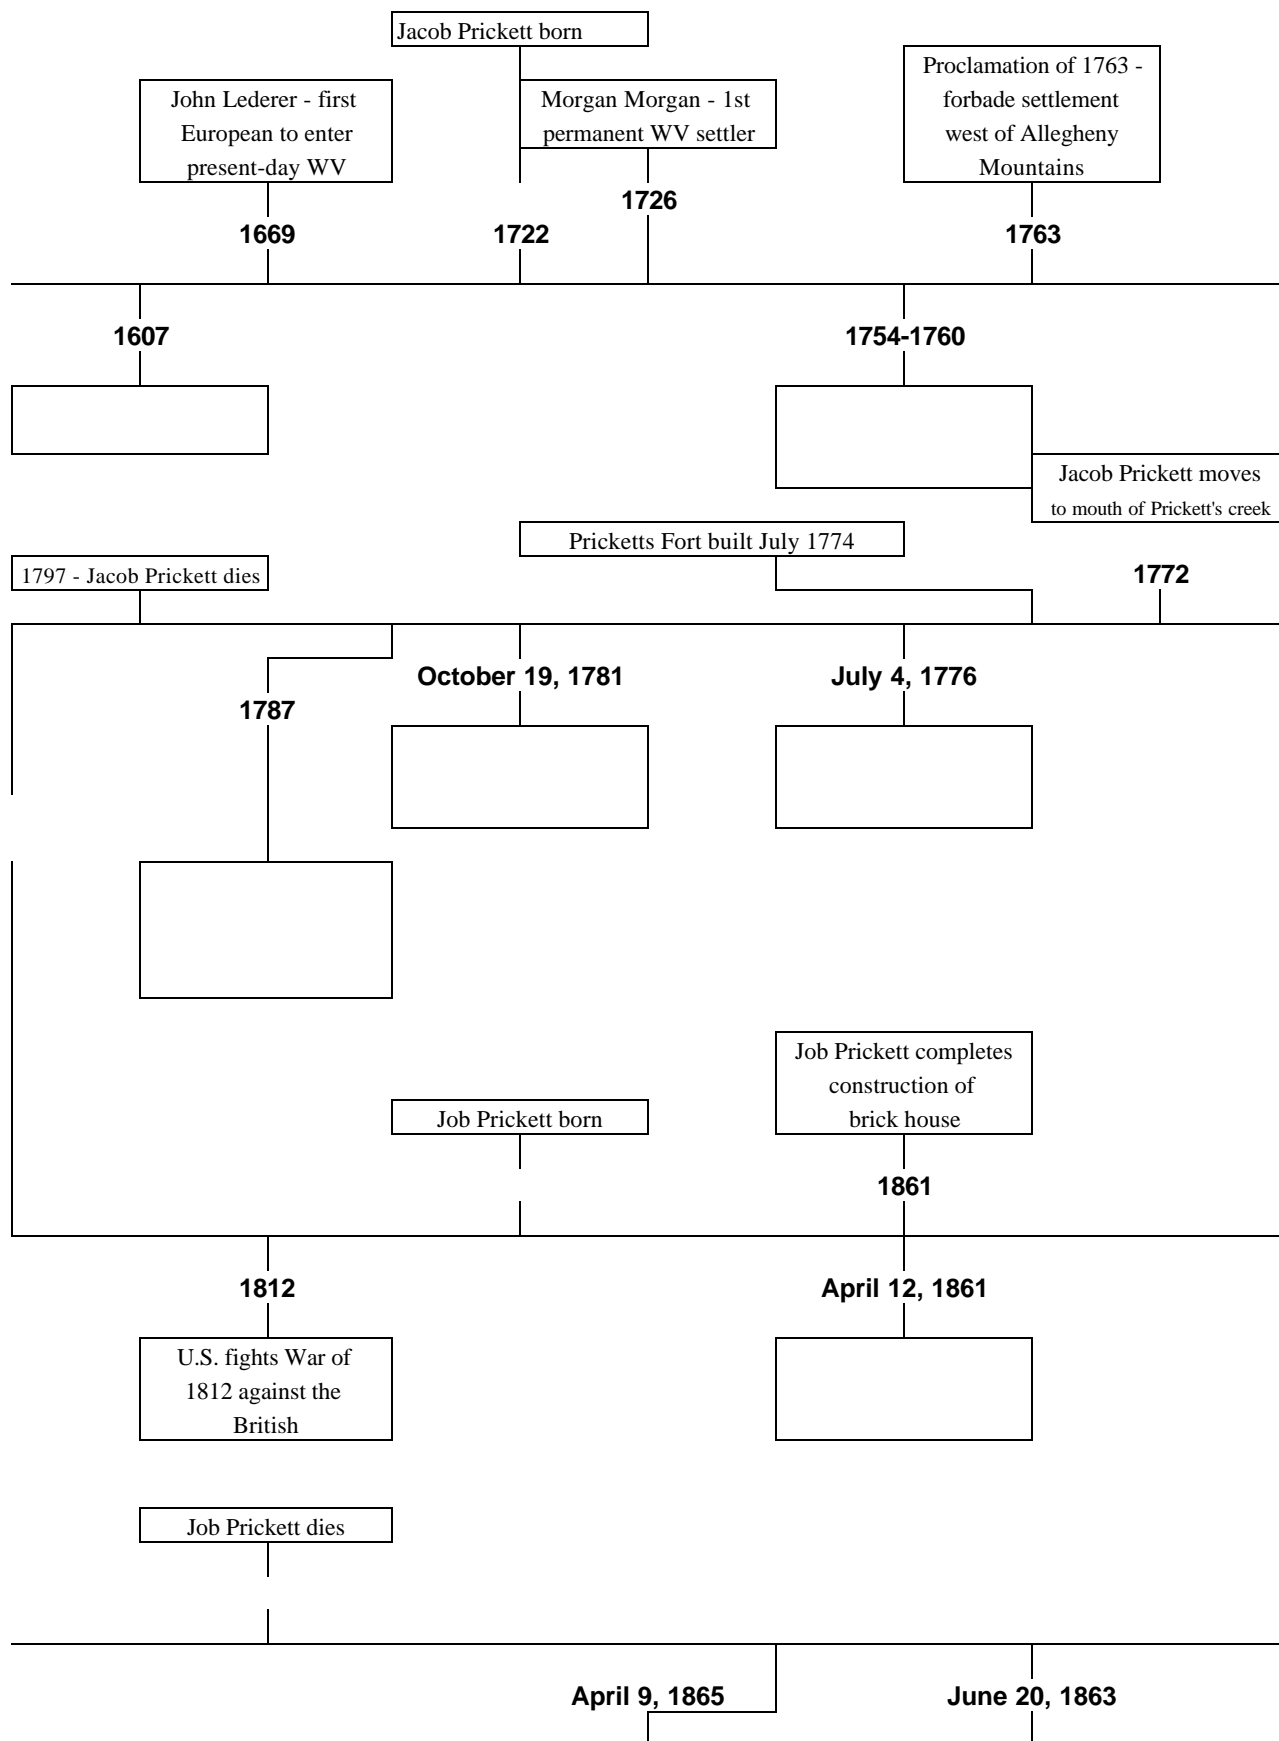 Jacob Prickett born
John Lederer - first
European to enter
present-day WV
Morgan Morgan - 1st
permanent WV settler
Proclamation of 1763 -
forbade settlement
west of Allegheny
Mountains
1726
1669
1722
1763
1607
1754-1760
Jacob Prickett moves
to mouth of Prickett's creek
Pricketts Fort built July 1774
1797 - Jacob Prickett dies
1772
October 19, 1781
July 4, 1776
1787
Job Prickett completes
construction of
brick house
Job Prickett born
1861
1812
April 12, 1861
U.S. fights War of
1812 against the
British
Job Prickett dies
April 9, 1865
June 20, 1863